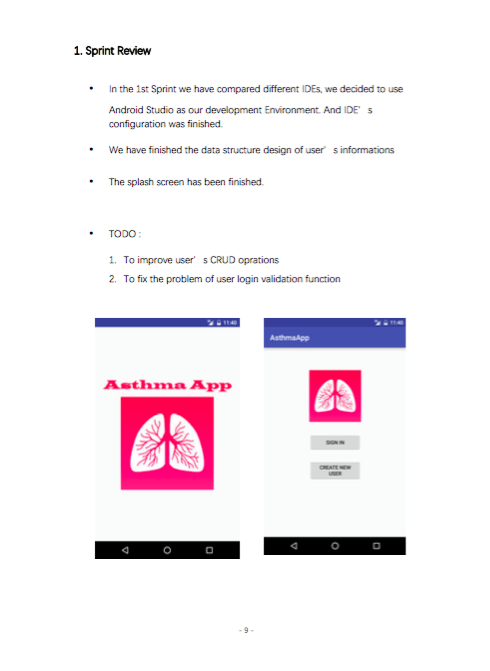 1. Sprint Review
• In the 1st Sprint we have compared different IDEs, we decided to use
Android Studio as our development Environment. And IDE' s
configuration was finished.
• We have finished the data structure design of user' s informations
• The splash screen has been finished.
• TODO :
1. To improve user' s CRUD oprations
2. To fix the problem of user login validation function
11:40
Asthma App
11:40
AsthmaApp
SIGN IN
CREATE NEW
USER
- 9 -